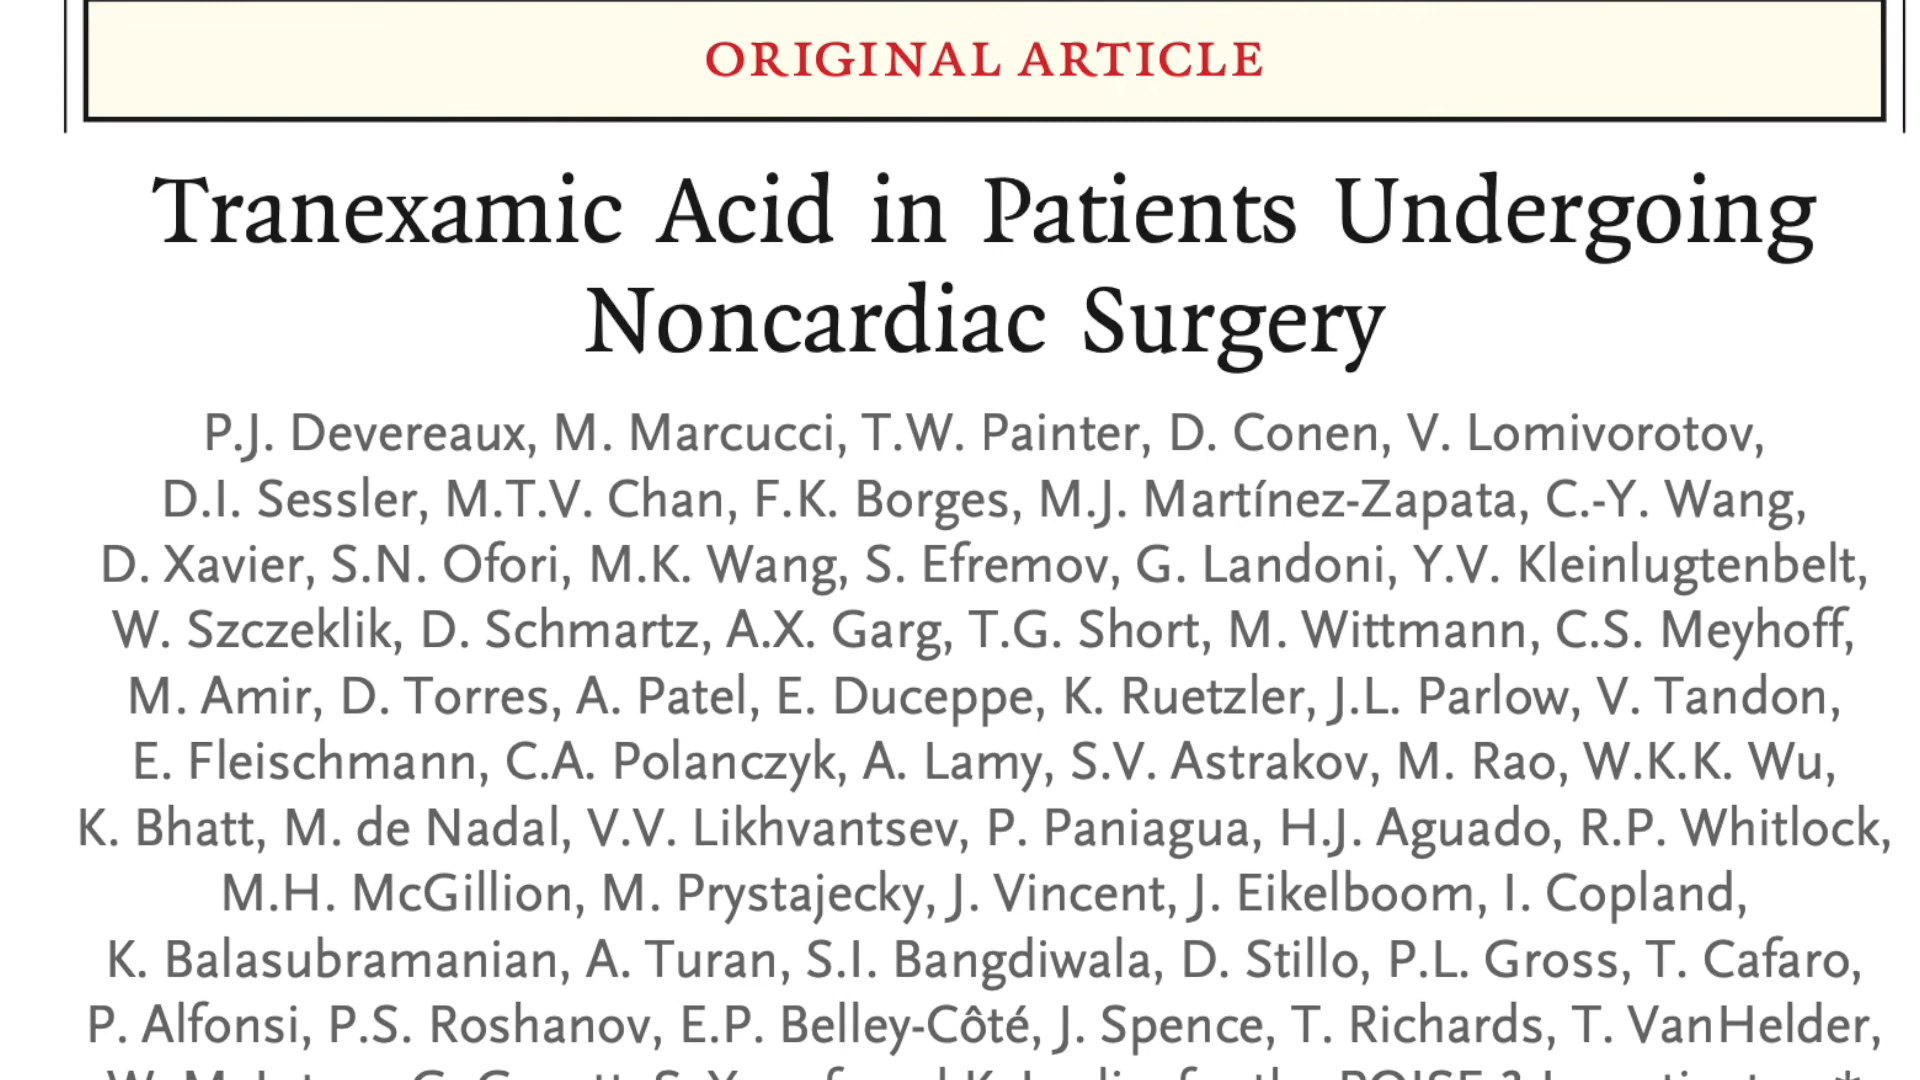 ORIGINAL ARTICLE
Tranexamic Acid in Patients Undergoing
Noncardiac Surgery
P.J. Devereaux, M. Marcucci, T.W. Painter, D. Conen, V. Lomivorotov,
D.I. Sessler, M.T.V. Chan, F.K. Borges, M.J. Martínez-Zapata, C.-Y. Wang,
D. Xavier, S.N. Ofori, M.K. Wang, S. Efremov, G. Landoni, Y.V. Kleinlugtenbelt,
W. Szczeklik, D. Schmartz, A.X. Garg, T.G. Short, M. Wittmann, C.S. Meyhoff,
M. Amir, D. Torres, A. Patel, E. Duceppe, K. Ruetzler, J.L. Parlow, V. Tandon,
E. Fleischmann, C.A. Polanczyk, A. Lamy, S.V. Astrakov, M. Rao, W.K.K. Wu,
K. Bhatt, M. de Nadal, V.V. Likhvantsev, P. Paniagua, H.J. Aguado, R.P. Whitlock,
M.H. McGillion, M. Prystajecky, J. Vincent, J. Eikelboom, I. Copland,
K. Balasubramanian, A. Turan, S.I. Bangdiwala, D. Stillo, P.L. Gross, T. Cafaro,
P. Alfonsi, P.S. Roshanov, E.P. Belley-Côté, J. Spence, T. Richards, T. VanHelder,